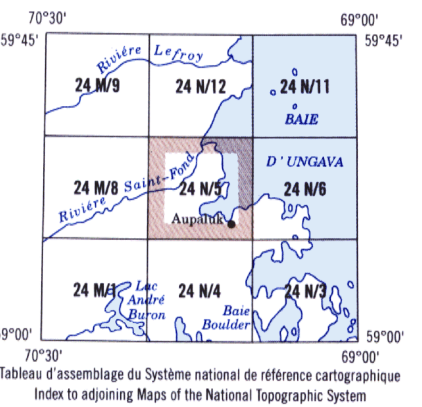 70°30'
69°00'
59°45'
59°45'
Riviére Lefroy
24 M/9
24 N/12
24 N/11
BAIE
D'UNGAVA
24 M/8
Riviére Saint-Fond
24 N/5
24 N/6
Aupaluk
24 M/1
Lac
André
Buron
24 N/4
Baie
Boulder
24 N/3
59°00'
59°00'
70°30'
69°00'
Tableau d'assemblage du Système national de référence cartographique
Index to adjoining Maps of the National Topographic System